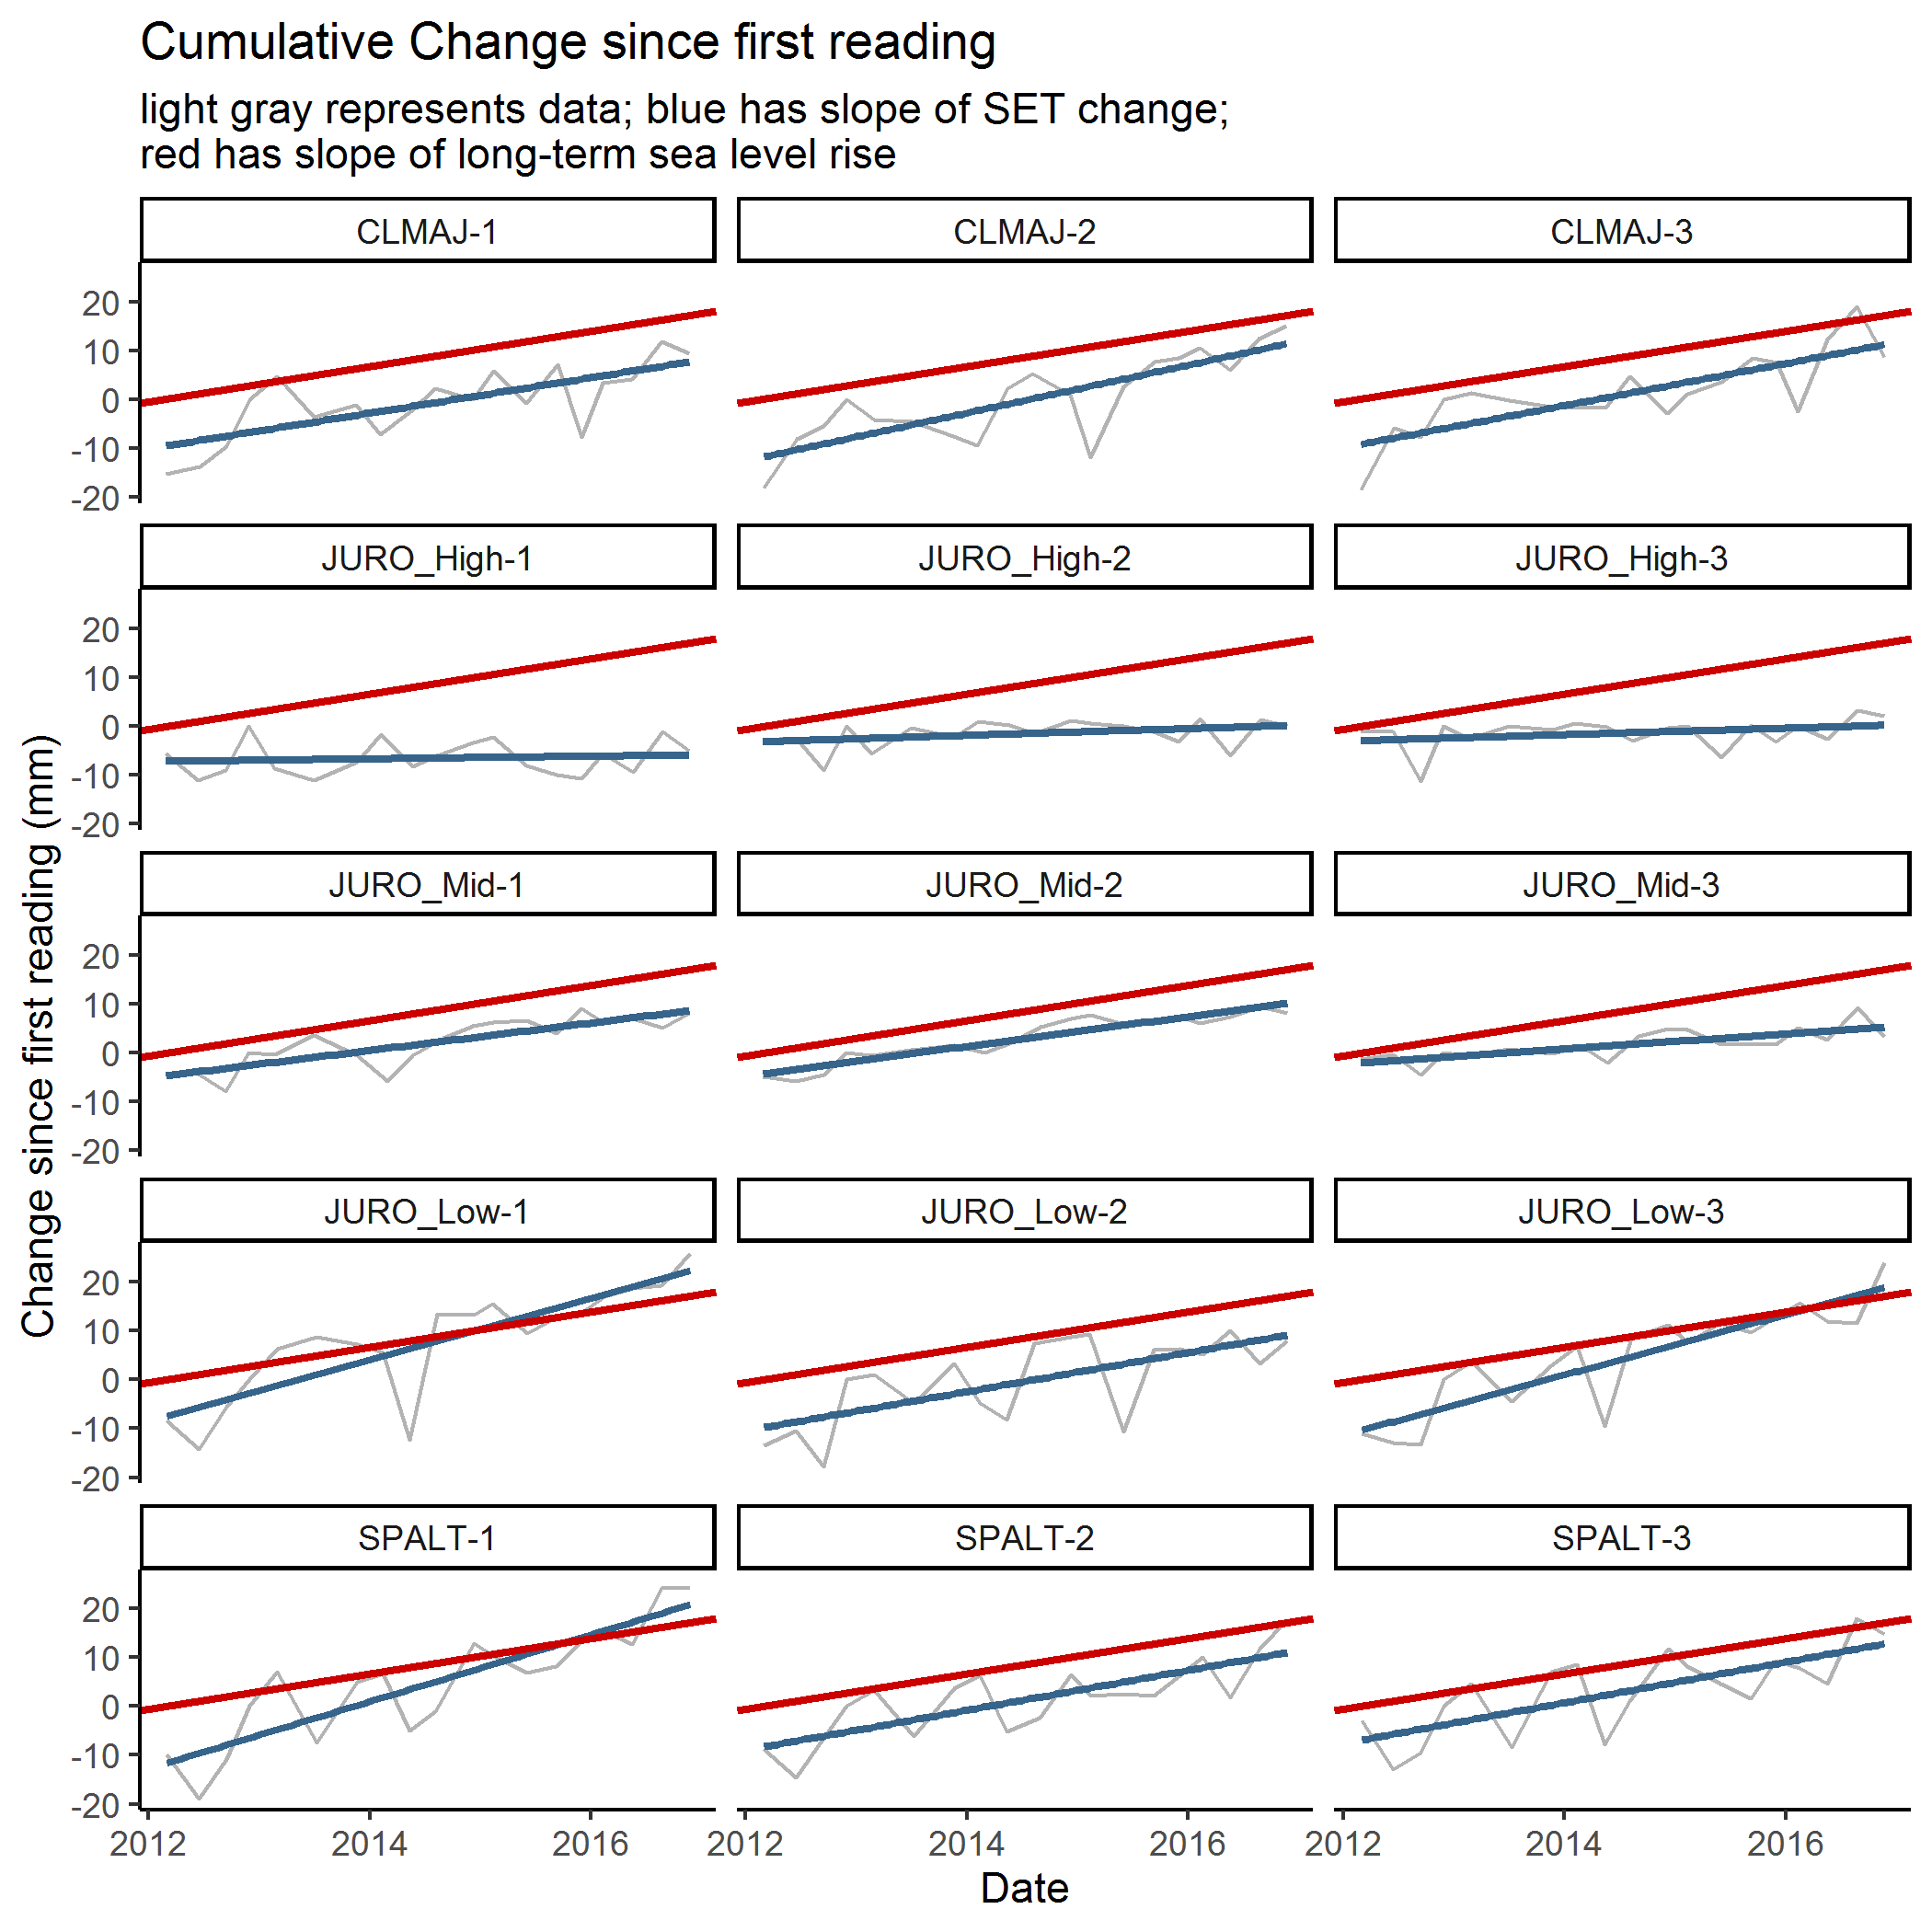 Cumulative Change since first reading
light gray represents data; blue has slope of SET change;
red has slope of long-term sea level rise
CLMAJ-1
CLMAJ-2
CLMAJ-3
20
10
0
-10
-20
JURO_High-1
JURO_High-2
JURO_High-3
20
10
0
-10
-20
JURO_Mid-1
JURO_Mid-2
JURO_Mid-3
20
10
0
-10
-20
JURO_Low-1
JURO_Low-2
JURO_Low-3
20
10
0
-10
-20
SPALT-1
SPALT-2
SPALT-3
20
10
0
-10
-20
Change since first reading (mm)
2012
2014
2016
2012
2014
2016
2012
2014
2016
Date